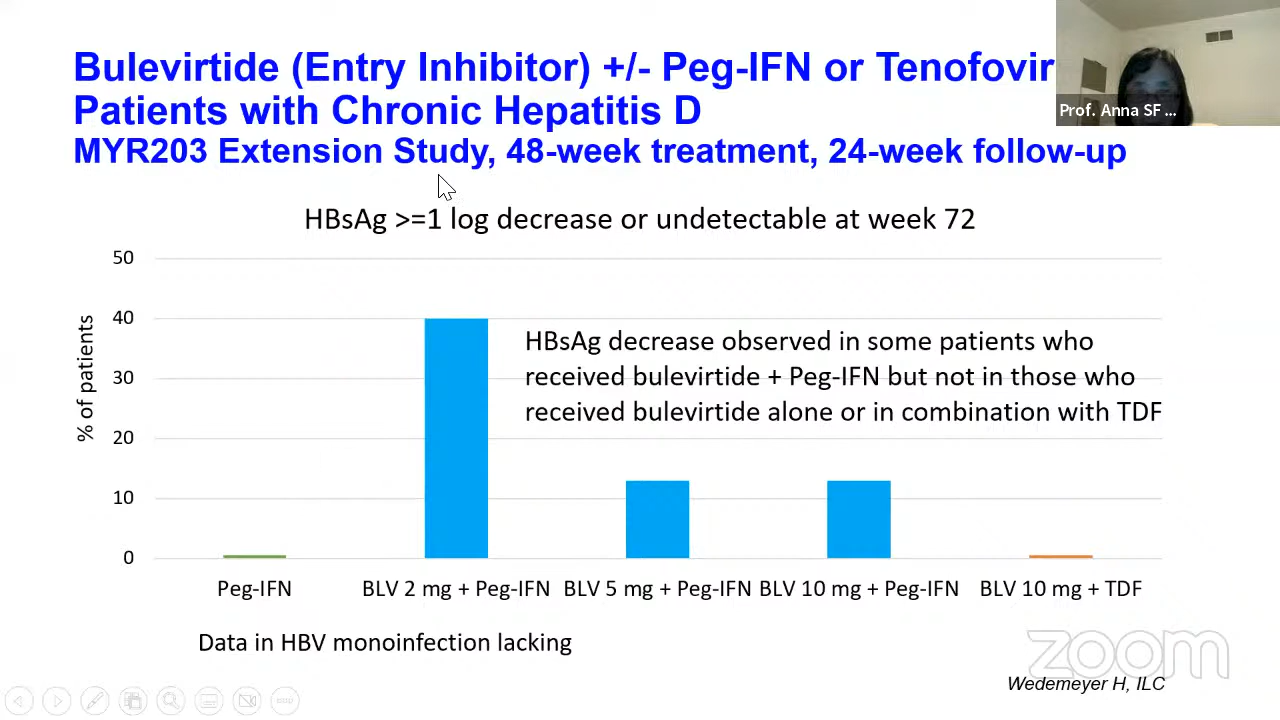 Bulevirtide (Entry Inhibitor) +/- Peg-IFN or Tenofovir
Patients with Chronic Hepatitis D
MYR203 Extension Study, 48-week treatment, 24-week follow-up
Prof. Anna SF ...
HBsAg >=1 log decrease or undetectable at week 72
% of patients
50
40
30
20
10
0
HBsAg decrease observed in some patients who
received bulevirtide + Peg-IFN but not in those who
received bulevirtide alone or in combination with TDF
Peg-IFN
BLV 2 mg + Peg-IFN
BLV 5 mg + Peg-IFN
BLV 10 mg + Peg-IFN
BLV 10 mg + TDF
Data in HBV monoinfection lacking
zoom
Wedemeyer H, ILC